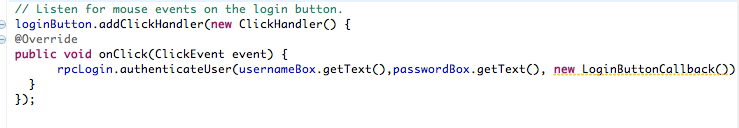 // Listen for mouse events on the login button.
loginButton.addClickHandler(new ClickHandler() {
@Override
public void onClick(ClickEvent event) {
rpcLogin.authenticateUser(usernameBox.getText(),passwordBox.getText(), new LoginButtonCallback())
}
});